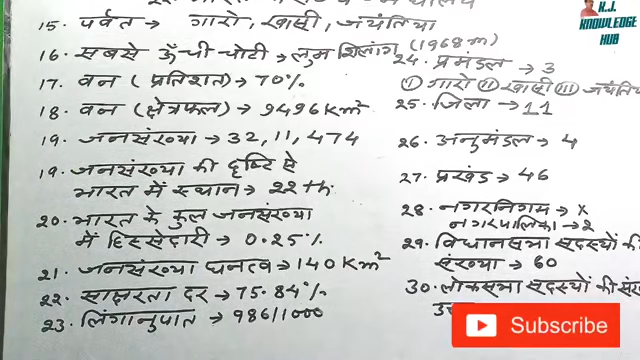 15. पर्वत → गारो, खासी, जयंतिया
16. सबसे ऊँची चोटी → लुम शिलांग (1968 m)
17. वन (प्रतिशत) → 70%
18. वन (क्षेत्रफल) → 9496 Km²
19. जनसंख्या → 32,11,474
19. जनसंख्या की दृष्टि से
भारत में स्थान → 22th.
20. भारत के कुल जनसंख्या
में हिस्सेदारी → 0.25%
21. जनसंख्या घनत्व → 140 Km²
22. साक्षरता दर → 75.84%
23. लिंगानुपात → 986/1000
24. प्रमंडल → 3
① गारो ② खासी ③ जयंतिया
25. जिला → 11
26. अनुमंडल → 4
27. प्रखंड → 46
28. नगरनिगम → x
नगरपालिका → 2
29. विधानसभा सदस्यों की
संख्या → 60
30. लोकसभा सदस्यों की
K.J.
KNOWLEDGE
HUB
Subscribe